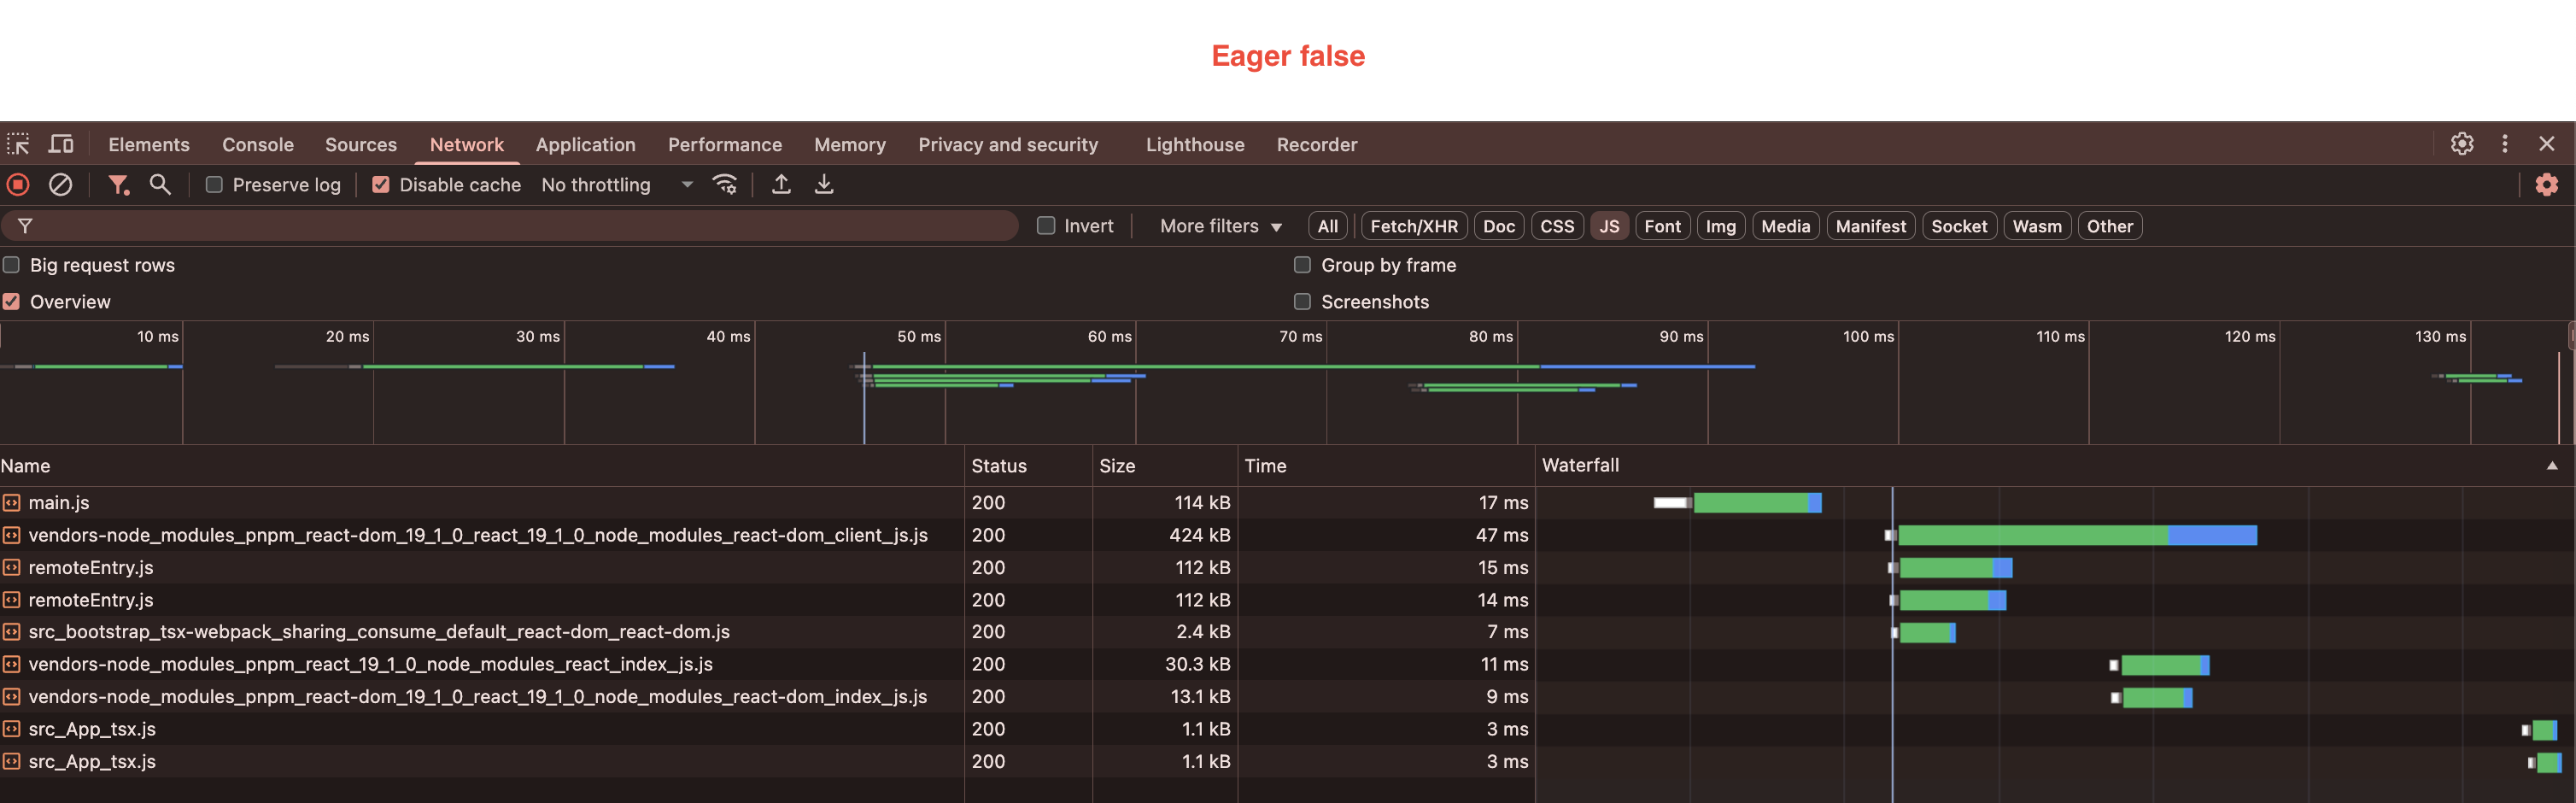 Eager false
Elements Console Sources Network Application Performance Memory Privacy and security Lighthouse Recorder
Preserve log Disable cache No throttling
Invert More filters All Fetch/XHR Doc CSS JS Font Img Media Manifest Socket Wasm Other
Big request rows Group by frame
Overview Screenshots
10 ms 20 ms 30 ms 40 ms 50 ms 60 ms 70 ms 80 ms 90 ms 100 ms 110 ms 120 ms 130 ms
Name Status Size Time Waterfall
main.js 200 114 kB 17 ms
vendors-node_modules_pnpm_react-dom_19_1_0_react_19_1_0_node_modules_react-dom_client_js.js 200 424 kB 47 ms
remoteEntry.js 200 112 kB 15 ms
remoteEntry.js 200 112 kB 14 ms
src_bootstrap_tsx-webpack_sharing_consume_default_react-dom_react-dom.js 200 2.4 kB 7 ms
vendors-node_modules_pnpm_react_19_1_0_node_modules_react_index_js.js 200 30.3 kB 11 ms
vendors-node_modules_pnpm_react-dom_19_1_0_react_19_1_0_node_modules_react-dom_index_js.js 200 13.1 kB 9 ms
src_App_tsx.js 200 1.1 kB 3 ms
src_App_tsx.js 200 1.1 kB 3 ms